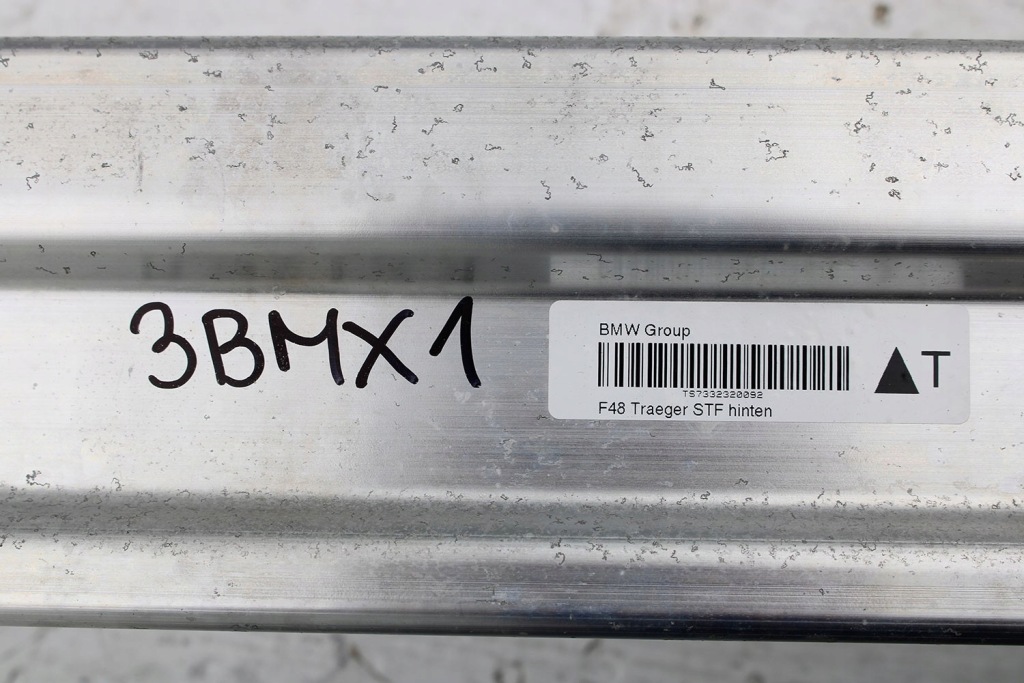 3BMX1
BMW Group
TS7332320092
F48 Traeger STF hinten
T